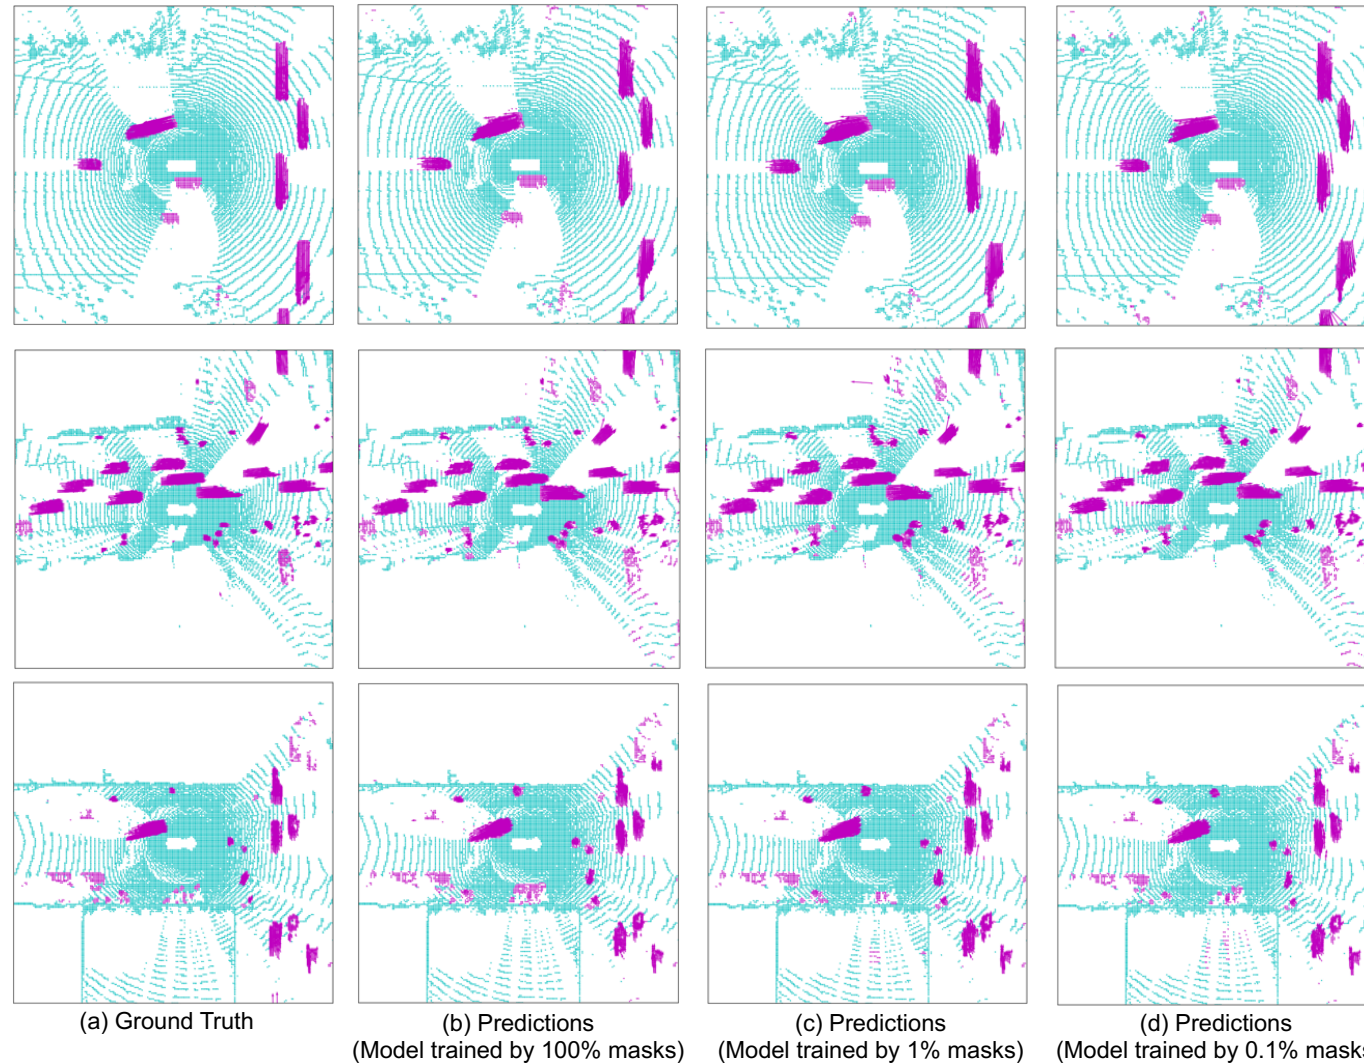 (a) Ground Truth
(b) Predictions
(Model trained by 100% masks)
(c) Predictions
(Model trained by 1% masks)
(d) Predictions
(Model trained by 0.1% mask